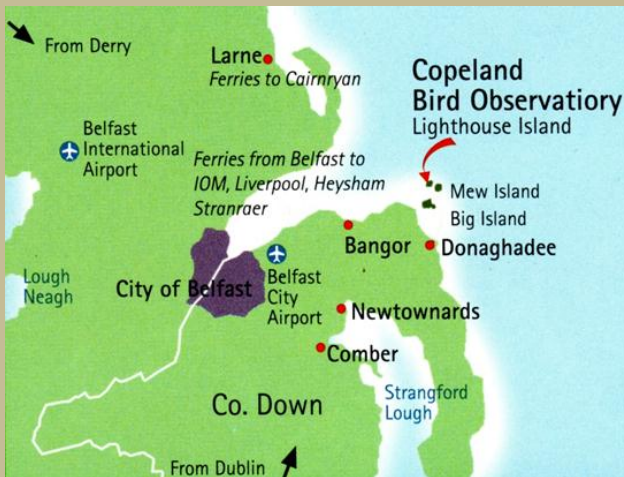 From Derry
Larne
Ferries to Cairnryan
Copeland
Bird Observatiory
Lighthouse Island
Belfast
International
Airport
Ferries from Belfast to
IOM, Liverpool, Heysham
Stranraer
Mew Island
Big Island
Bangor
Donaghadee
Lough
Neagh
City of Belfast
Belfast
City
Airport
Newtownards
Comber
Strangford
Lough
Co. Down
From Dublin